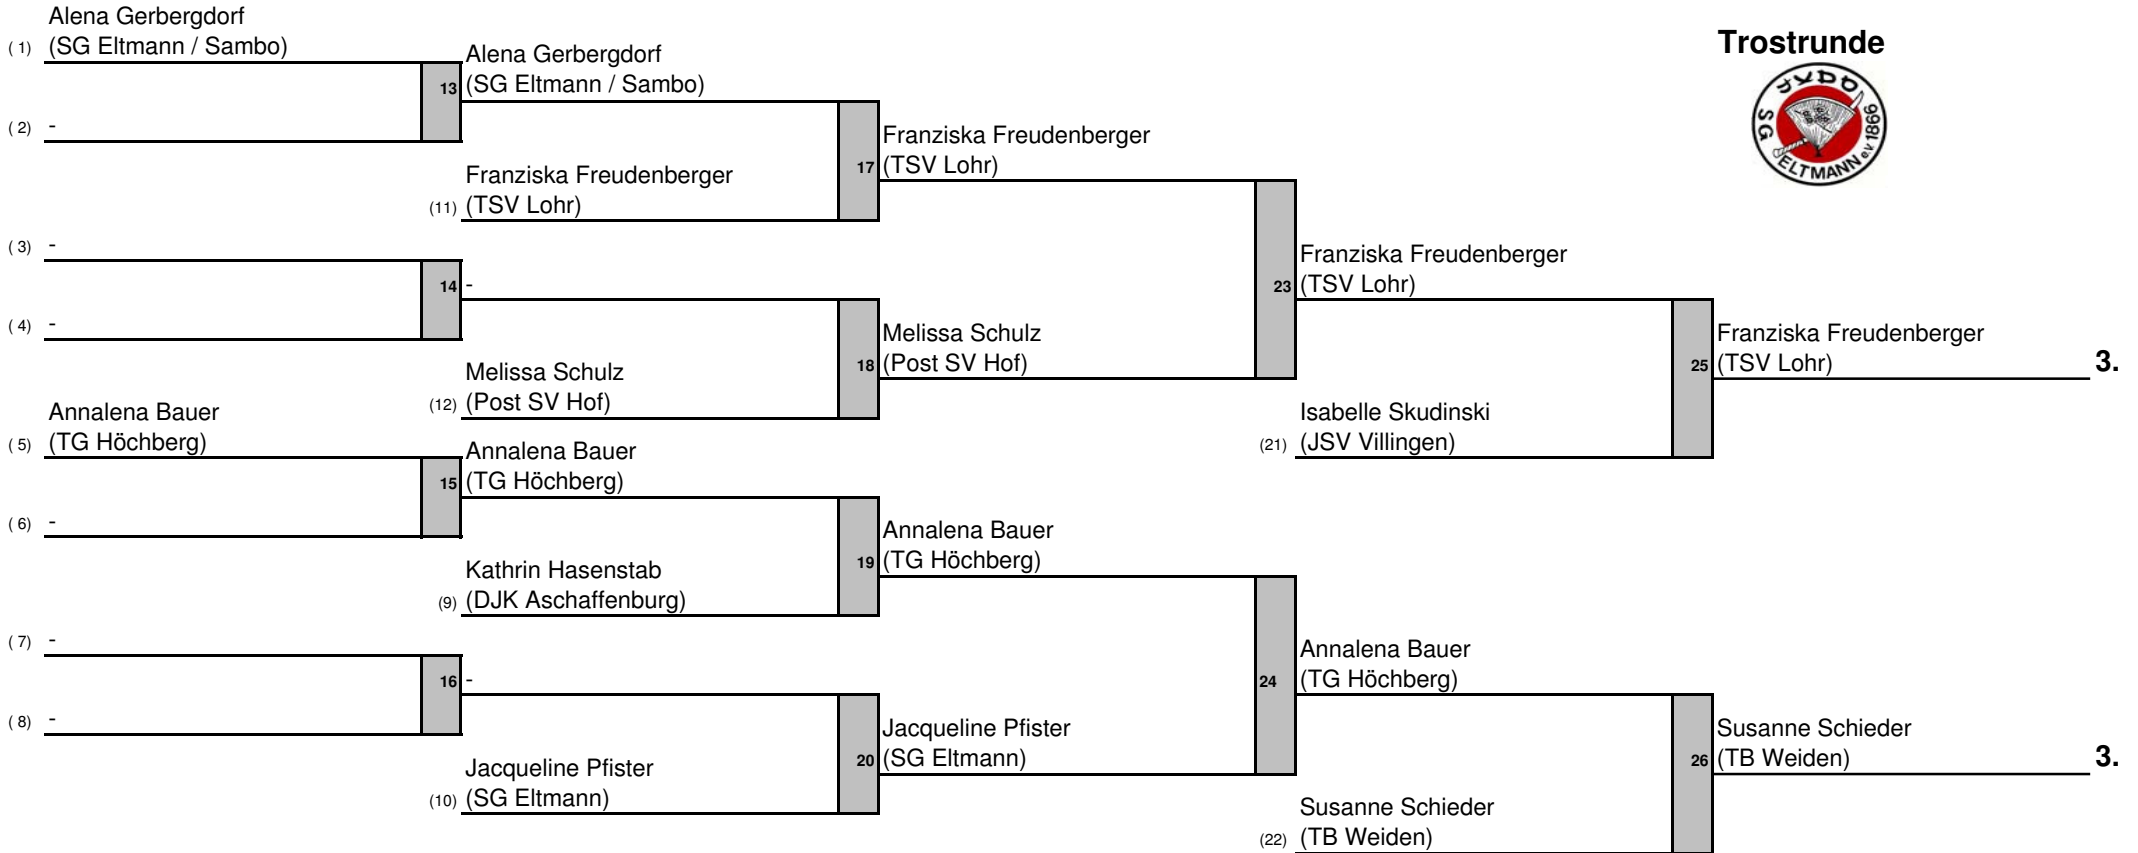 Trostrunde
JUDO
SG ELTMANN e.V. 1866
Alena Gerbergdorf
( 1) (SG Eltmann / Sambo)
( 2) -
13 Alena Gerbergdorf
(SG Eltmann / Sambo)
Franziska Freudenberger
(11) (TSV Lohr)
17 Franziska Freudenberger
(TSV Lohr)
( 3) -
14 -
( 4) -
Melissa Schulz
(12) (Post SV Hof)
18 Melissa Schulz
(Post SV Hof)
23 Franziska Freudenberger
(TSV Lohr)
Isabelle Skudinski
(21) (JSV Villingen)
25 Franziska Freudenberger
(TSV Lohr)
3.
Annalena Bauer
( 5) (TG Höchberg)
( 6) -
15 Annalena Bauer
(TG Höchberg)
Kathrin Hasenstab
(9) (DJK Aschaffenburg)
19 Annalena Bauer
(TG Höchberg)
( 7) -
16 -
( 8) -
Jacqueline Pfister
(10) (SG Eltmann)
20 Jacqueline Pfister
(SG Eltmann)
24 Annalena Bauer
(TG Höchberg)
Susanne Schieder
(22) (TB Weiden)
26 Susanne Schieder
(TB Weiden)
3.